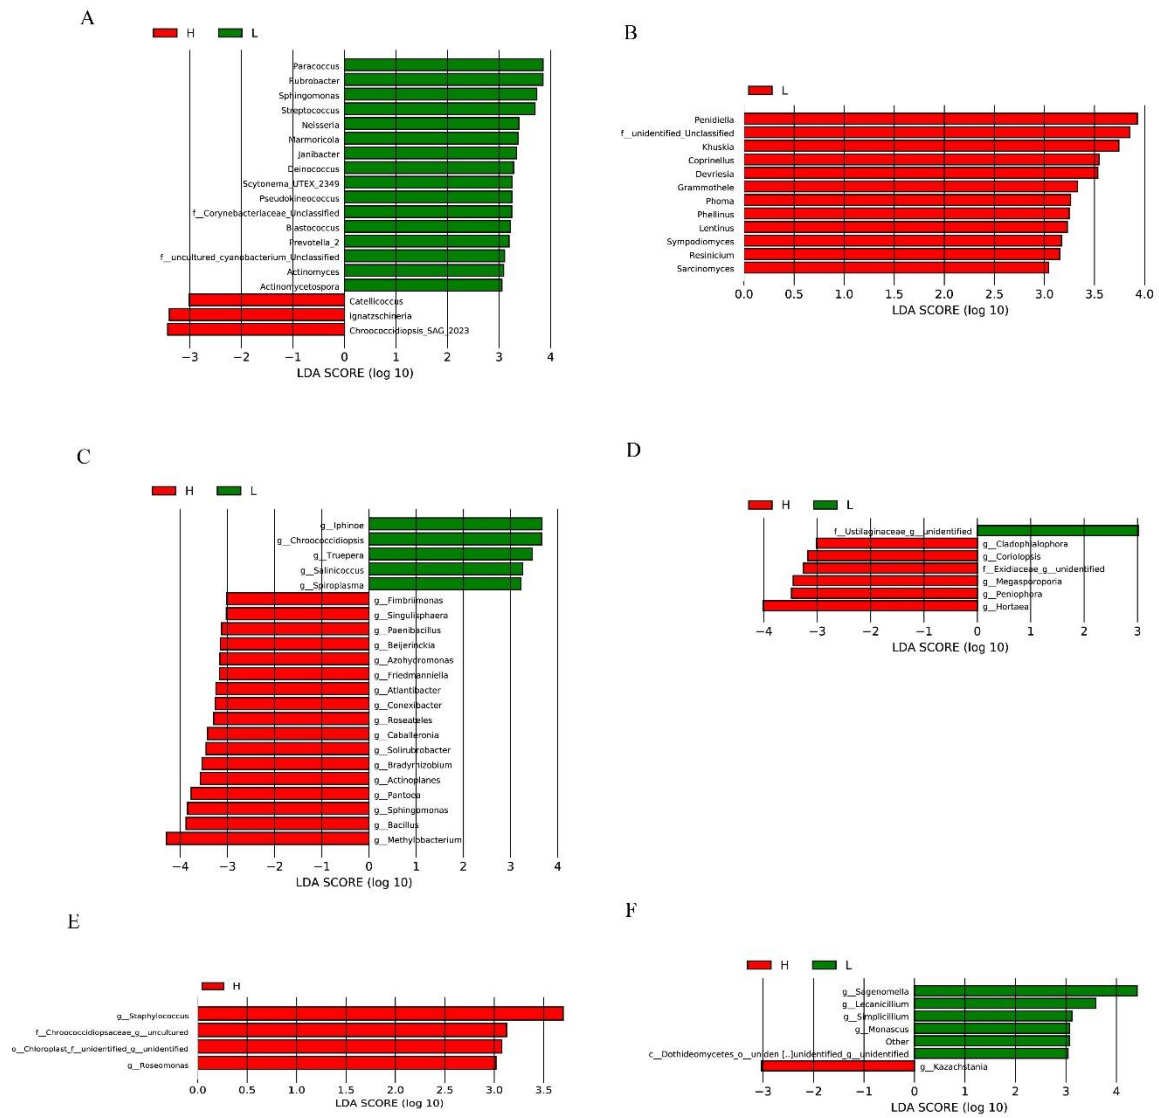 A
H L
Paracoccus
Rubrobacter
Sphingomonas
Streptococcus
Neisseria
Marmoricola
Janibacter
Deinococcus
Scytonema_UTEX_2349
Pseudokineococcus
f__Corynebacteriaceae_Unclassified
Blastococcus
Prevotella_2
f__uncultured_cyanobacterium_Unclassified
Actinomyces
Actinomycetospora
Catellicoccus
Ignatzschineria
Chroococcidiopsis_SAG_2023
−3 −2 −1 0 1 2 3 4
LDA SCORE (log 10)
B
L
Penidiella
f__unidentified_Unclassified
Khuskia
Coprinellus
Devriesia
Grammothele
Phoma
Phellinus
Lentinus
Sympodiomyces
Resinicium
Sarcinomyces
0.0 0.5 1.0 1.5 2.0 2.5 3.0 3.5 4.0
LDA SCORE (log 10)
C
H L
g__Iphinoe
g__Chroococcidiopsis
g__Truepera
g__Salinicoccus
g__Spiroplasma
g__Fimbriimonas
g__Singulisphaera
g__Paenibacillus
g__Beijerinckia
g__Azohydromonas
g__Friedmanniella
g__Atlantibacter
g__Conexibacter
g__Roseateles
g__Caballeronia
g__Solirubrobacter
g__Bradyrhizobium
g__Actinoplanes
g__Pantoea
g__Sphingomonas
g__Bacillus
g__Methylobacterium
−4 −3 −2 −1 0 1 2 3 4
LDA SCORE (log 10)
D
H L
f__Ustilaginaceae_g__unidentified
g__Cladophialophora
g__Coriolopsis
f__Exidiaceae_g__unidentified
g__Megasporoporia
g__Peniophora
g__Hortaea
−4 −3 −2 −1 0 1 2 3
LDA SCORE (log 10)
E
H
g__Staphylococcus
f__Chroococcidiopsaceae_g__uncultured
o__Chloroplast_f__unidentified_g__unidentified
g__Roseomonas
0.0 0.5 1.0 1.5 2.0 2.5 3.0 3.5
LDA SCORE (log 10)
F
H L
g__Sagenomella
g__Lecanicillium
g__Simplicillium
g__Monascus
Other
c__Dothideomycetes_o__uniden [..]unidentified_g__unidentified
g__Kazachstania
−3 −2 −1 0 1 2 3 4
LDA SCORE (log 10)